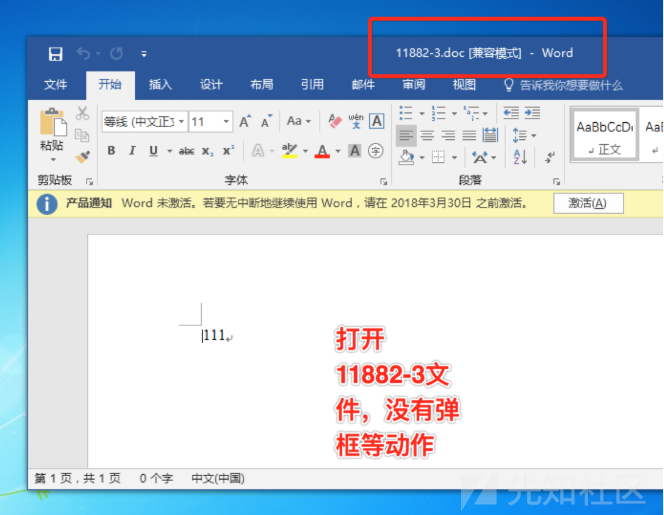 11882-3.doc [兼容模式] - Word
文件 开始 插入 设计 布局 引用 邮件 审阅 视图 告诉我你想要做什么
粘贴
剪贴板
等线 (中文正文 11 A A Aa wén 文 A
B I U abc X₂ X² A aby A A 字
字体
A Z
段落
AaBbCcDi AaB
正文
产品通知 Word 未激活。若要无中断地继续使用 Word，请在 2018年3月30日 之前激活。 激活(A)
111
打开
11882-3文
件，没有弹
框等动作
第 1 页，共 1 页 0 个字 中文(中国)
先知社区